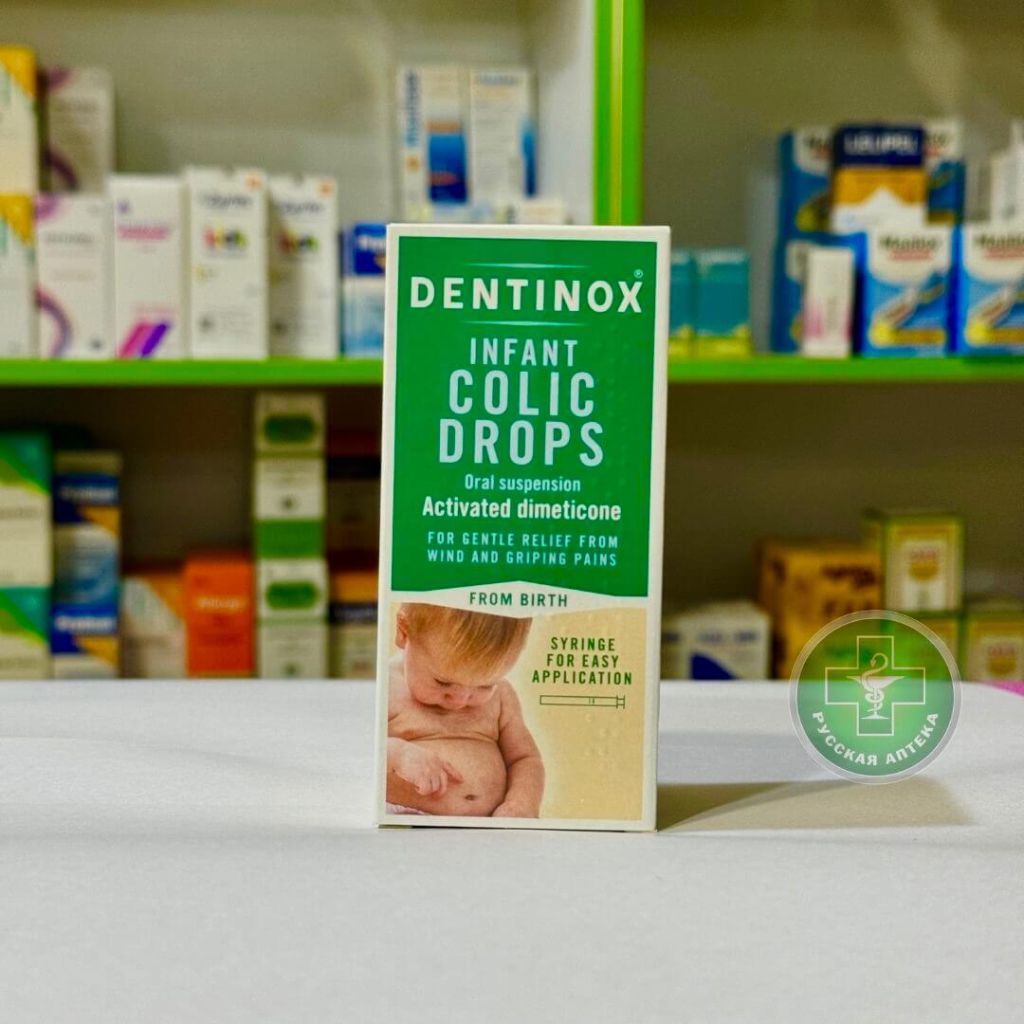 DENTINOX®
INFANT
COLIC
DROPS
Oral suspension
Activated dimeticone
FOR GENTLE RELIEF FROM
WIND AND GRIPING PAINS
FROM BIRTH
SYRINGE
FOR EASY
APPLICATION
РУССКАЯ АПТЕКА